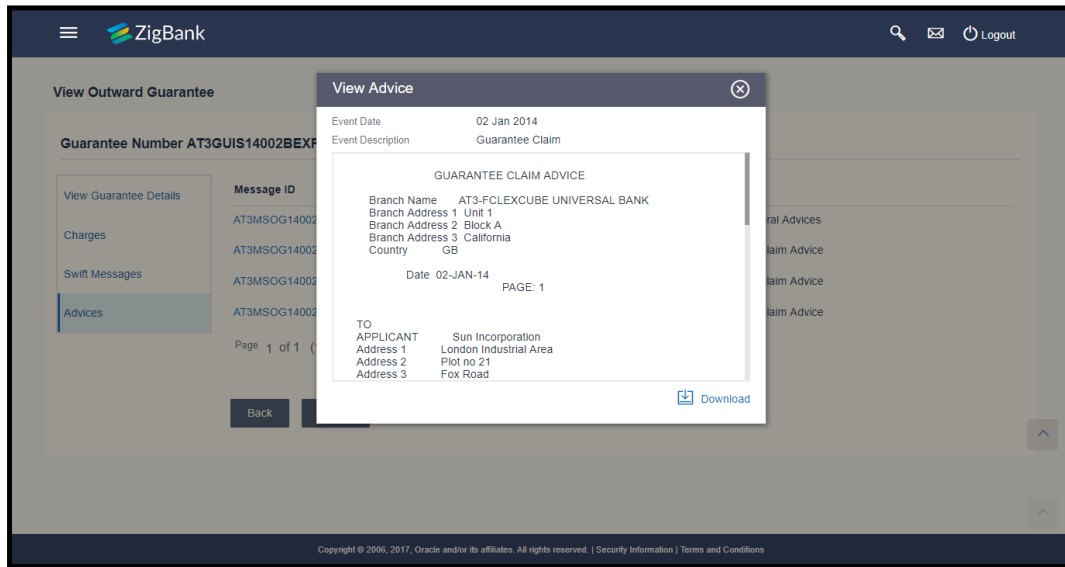 ZigBank
Logout
View Outward Guarantee
Guarantee Number AT3GUIS14002BEXF
View Guarantee Details
Charges
Swift Messages
Advices
Message ID
AT3MSOG14002 ral Advices
AT3MSOG14002 laim Advice
AT3MSOG14002 laim Advice
AT3MSOG14002 laim Advice
Page 1 of 1 (
Back
View Advice
Event Date 02 Jan 2014
Event Description Guarantee Claim
GUARANTEE CLAIM ADVICE
Branch Name AT3-FCLEXCUBE UNIVERSAL BANK
Branch Address 1 Unit 1
Branch Address 2 Block A
Branch Address 3 California
Country GB
Date 02-JAN-14
PAGE: 1
TO
APPLICANT Sun Incorporation
Address 1 London Industrial Area
Address 2 Plot no 21
Address 3 Fox Road
Download
Copyright © 2006, 2017, Oracle and/or its affiliates. All rights reserved. | Security Information | Terms and Conditions